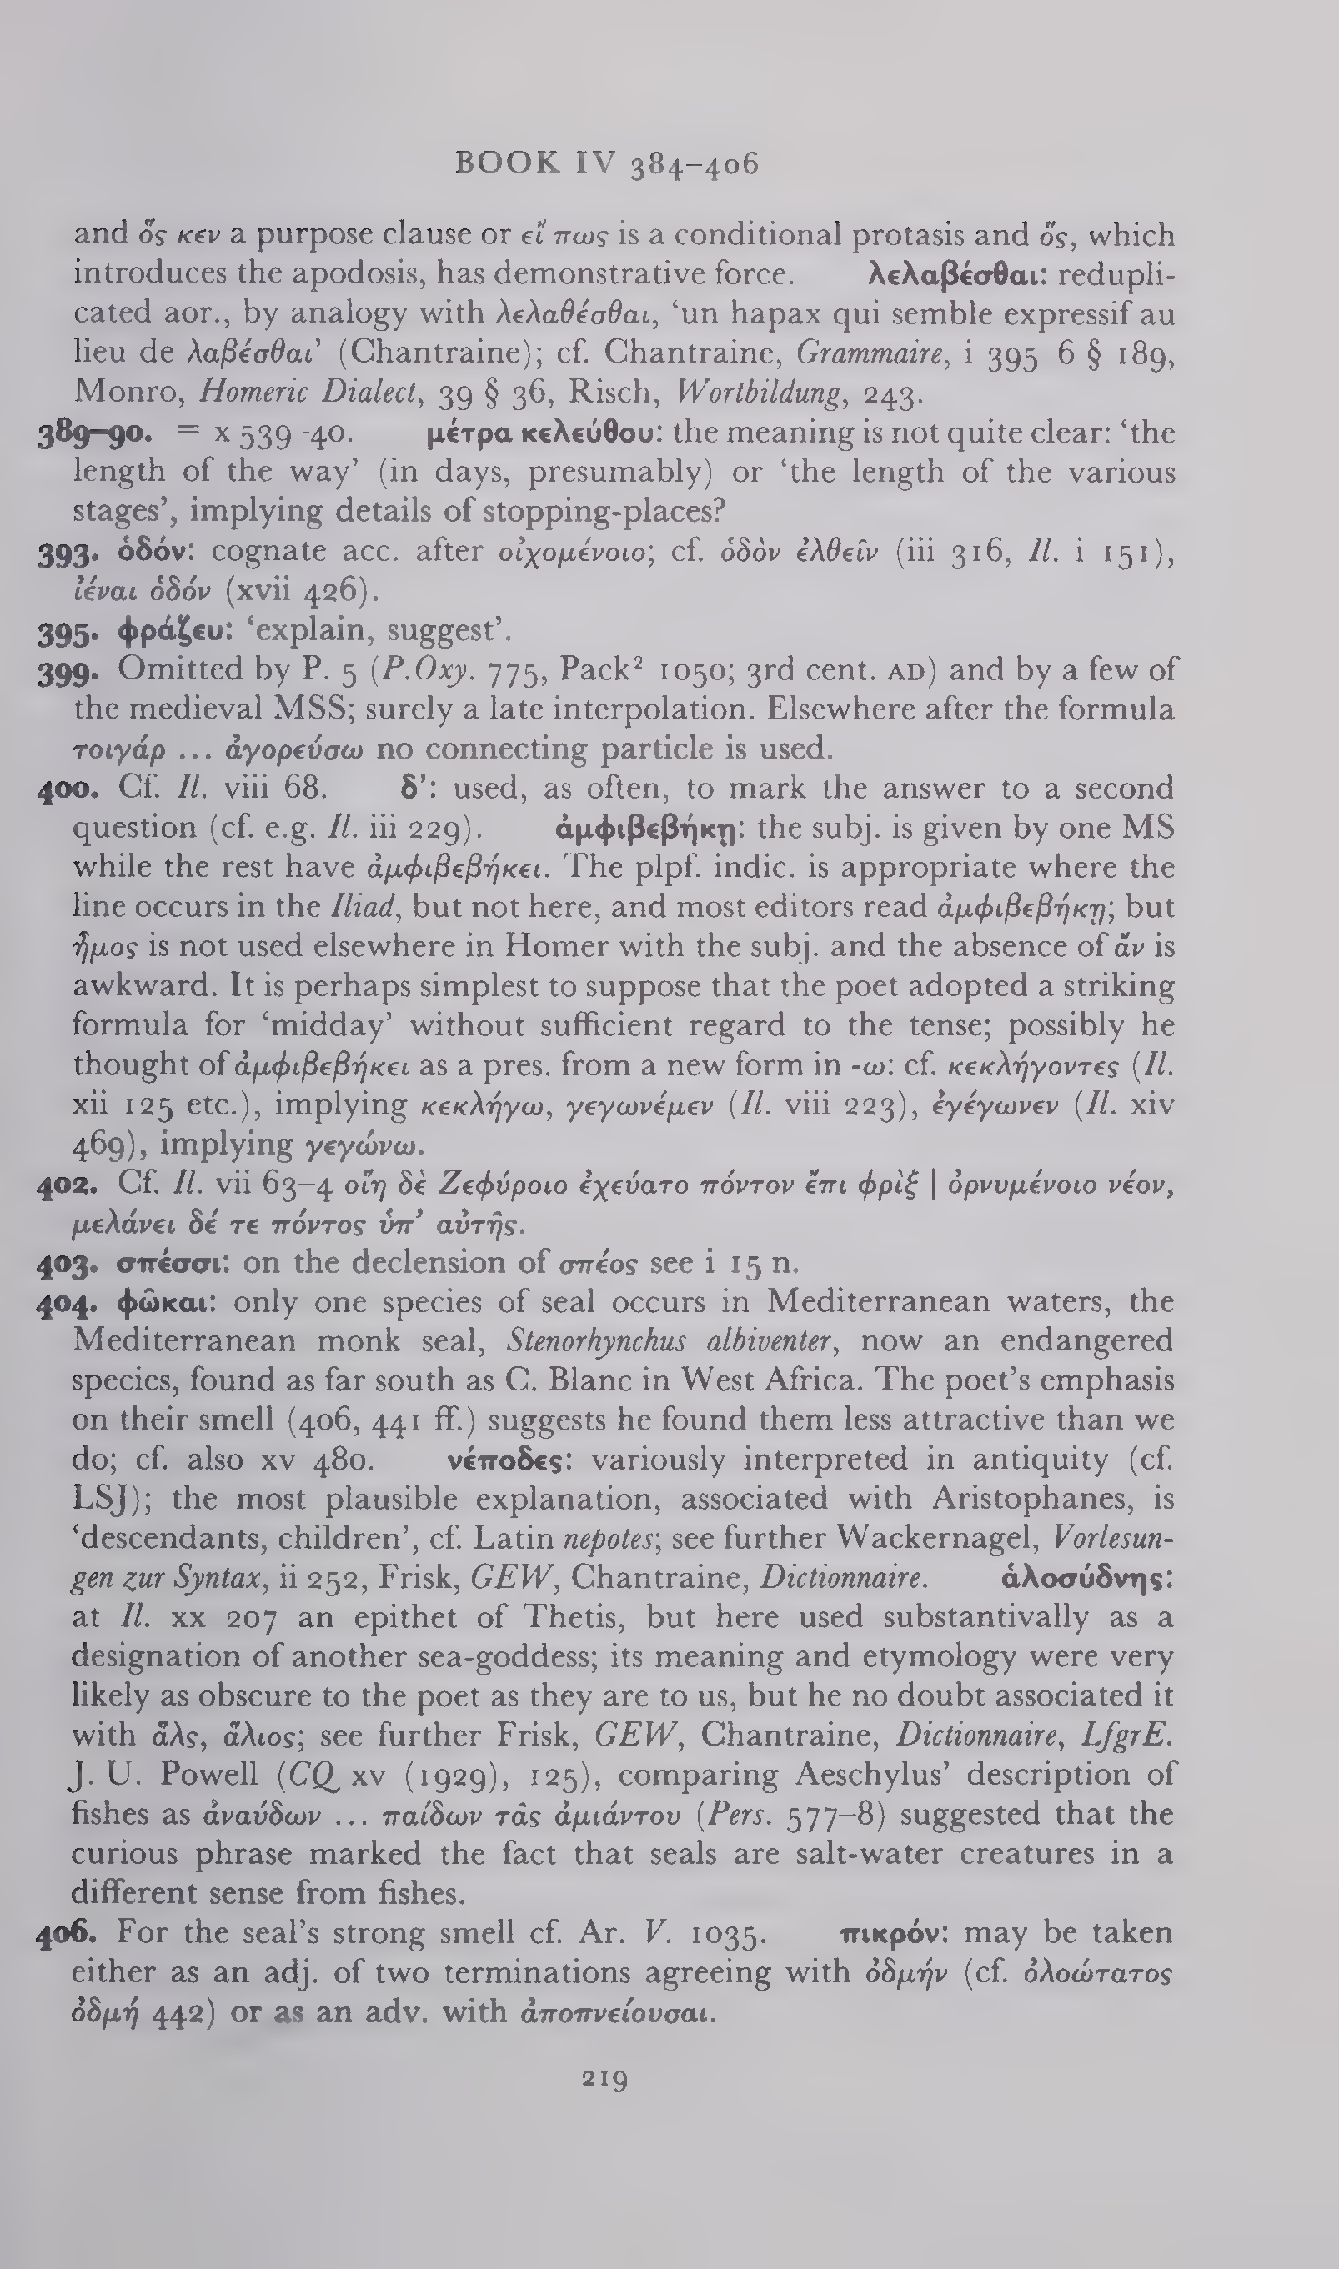 BOOK IV 384–406
and ὅς κεν a purpose clause or εἴ πως is a conditional protasis and ὅς, which
introduces the apodosis, has demonstrative force. λελαβέσθαι: redupli-
cated aor., by analogy with λελαθέσθαι, ‘un hapax qui semble expressif au
lieu de λαβέσθαι’ (Chantraine); cf. Chantraine, Grammaire, i 395 6 § 189,
Monro, Homeric Dialect, 39 § 36, Risch, Wortbildung, 243.
389–90. = x 539–40. μέτρα κελεύθου: the meaning is not quite clear: ‘the
length of the way’ (in days, presumably) or ‘the length of the various
stages’, implying details of stopping-places?
393. ὁδόν: cognate acc. after οἰχομένοιο; cf. ὁδὸν ἐλθεῖν (iii 316, Il. i 151),
ἰέναι ὁδόν (xvii 426).
395. φράζευ: ‘explain, suggest’.
399. Omitted by P. 5 (P.Oxy. 775, Pack² 1050; 3rd cent. AD) and by a few of
the medieval MSS; surely a late interpolation. Elsewhere after the formula
τοιγάρ ... ἀγορεύσω no connecting particle is used.
400. Cf. Il. viii 68. δ’: used, as often, to mark the answer to a second
question (cf. e.g. Il. iii 229). ἀμφιβεβήκῃ: the subj. is given by one MS
while the rest have ἀμφιβεβήκει. The plpf. indic. is appropriate where the
line occurs in the Iliad, but not here, and most editors read ἀμφιβεβήκῃ; but
ἦμος is not used elsewhere in Homer with the subj. and the absence of ἄν is
awkward. It is perhaps simplest to suppose that the poet adopted a striking
formula for ‘midday’ without sufficient regard to the tense; possibly he
thought of ἀμφιβεβήκει as a pres. from a new form in -ω: cf. κεκλήγοντες (Il.
xii 125 etc.), implying κεκλήγω, γεγωνέμεν (Il. viii 223), ἐγέγωνεν (Il. xiv
469), implying γεγώνω.
402. Cf. Il. vii 63–4 οἵη δὲ Ζεφύροιο ἐχεύατο πόντον ἔπι φρὶξ | ὀρνυμένοιο νέον,
μελάνει δέ τε πόντος ὑπ’ αὐτῆς.
403. σπέσσι: on the declension of σπέος see i 15 n.
404. φῶκαι: only one species of seal occurs in Mediterranean waters, the
Mediterranean monk seal, Stenorhynchus albiventer, now an endangered
species, found as far south as C. Blanc in West Africa. The poet’s emphasis
on their smell (406, 441 ff.) suggests he found them less attractive than we
do; cf. also xv 480. νέποδες: variously interpreted in antiquity (cf.
LSJ); the most plausible explanation, associated with Aristophanes, is
‘descendants, children’, cf. Latin nepotes; see further Wackernagel, Vorlesun-
gen zur Syntax, ii 252, Frisk, GEW, Chantraine, Dictionnaire. ἁλοσύδνης:
at Il. xx 207 an epithet of Thetis, but here used substantivally as a
designation of another sea-goddess; its meaning and etymology were very
likely as obscure to the poet as they are to us, but he no doubt associated it
with ἅλς, ἅλιος; see further Frisk, GEW, Chantraine, Dictionnaire, LfgrE.
J. U. Powell (CQ xv (1929), 125), comparing Aeschylus’ description of
fishes as ἀναύδων ... παίδων τᾶς ἀμιάντου (Pers. 577–8) suggested that the
curious phrase marked the fact that seals are salt-water creatures in a
different sense from fishes.
406. For the seal’s strong smell cf. Ar. V. 1035. πικρόν: may be taken
either as an adj. of two terminations agreeing with ὀδμήν (cf. ὀλοώτατος
ὀδμή 442) or as an adv. with ἀποπνείουσαι.
219